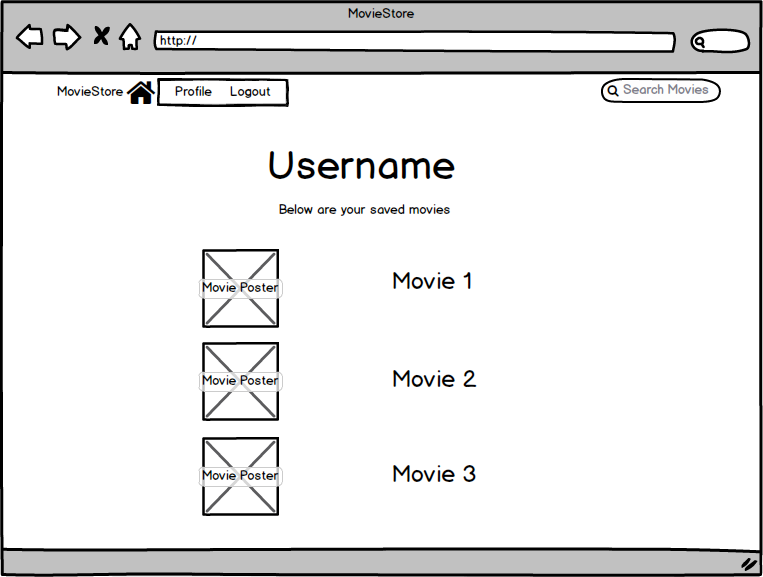 MovieStore
http://
MovieStore Profile Logout Search Movies
Username
Below are your saved movies
Movie Poster Movie 1
Movie Poster Movie 2
Movie Poster Movie 3